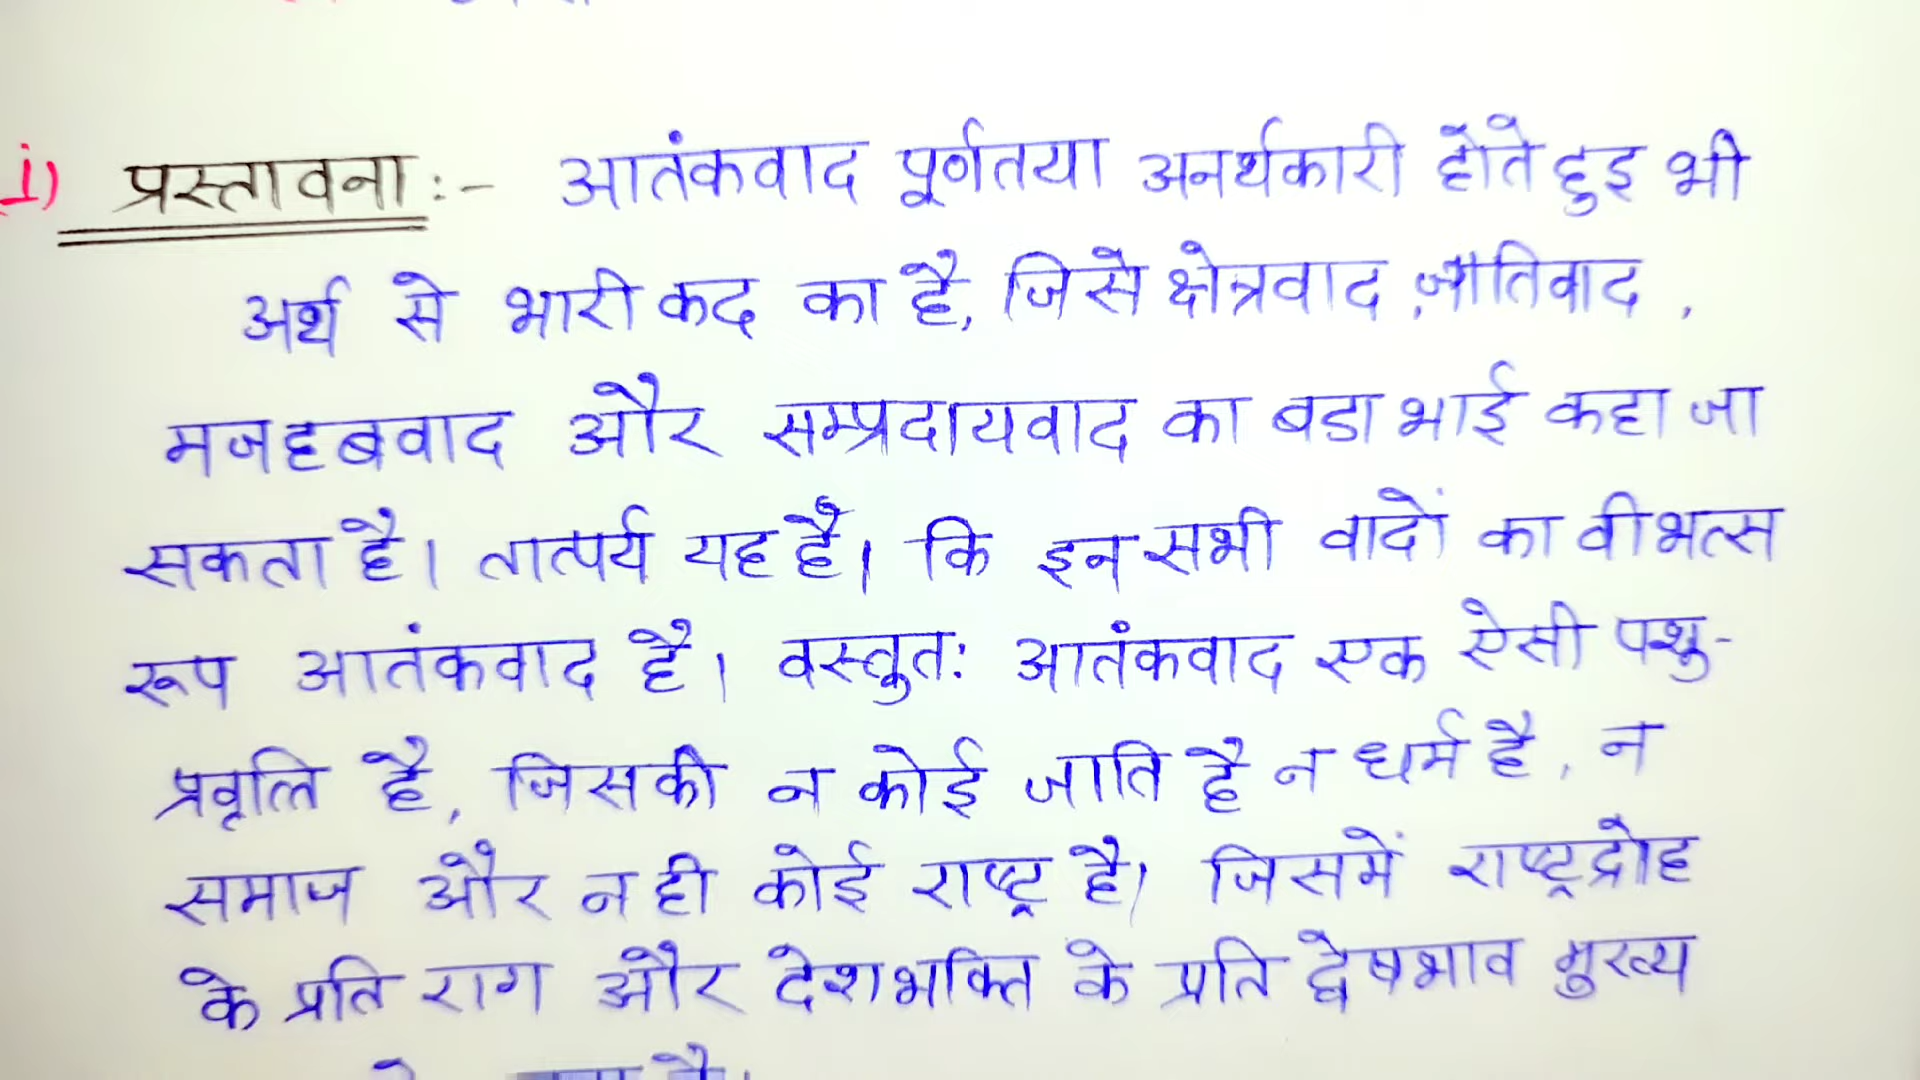 1) प्रस्तावना :- आतंकवाद पूर्णतया अनर्थकारी होते हुइ भी
अर्थ से भारी कद का है, जिसे क्षेत्रवाद ,जातिवाद ,
मजहबवाद और सम्प्रदायवाद का बडा भाई कहा जा
सकता है। तात्पर्य यह है। कि इन सभी वादों का वीभत्स
रूप आतंकवाद है। वस्तुत: आतंकवाद एक ऐसी पशु-
प्रवृति है, जिसकी न कोई जाति है न धर्म है, न
समाज और न ही कोई राष्ट्र है। जिसमें राष्ट्रद्रोह
के प्रति राग और देशभक्ति के प्रति द्वेषभाव मुख्य
है।